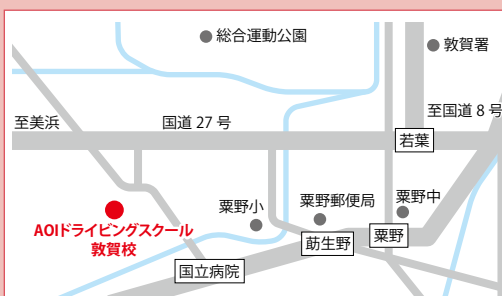 総合運動公園
敦賀署
至国道8号
至美浜
国道27号
若葉
粟野小
粟野郵便局
粟野中
AOIドライビングスクール
敦賀校
莇生野
粟野
国立病院